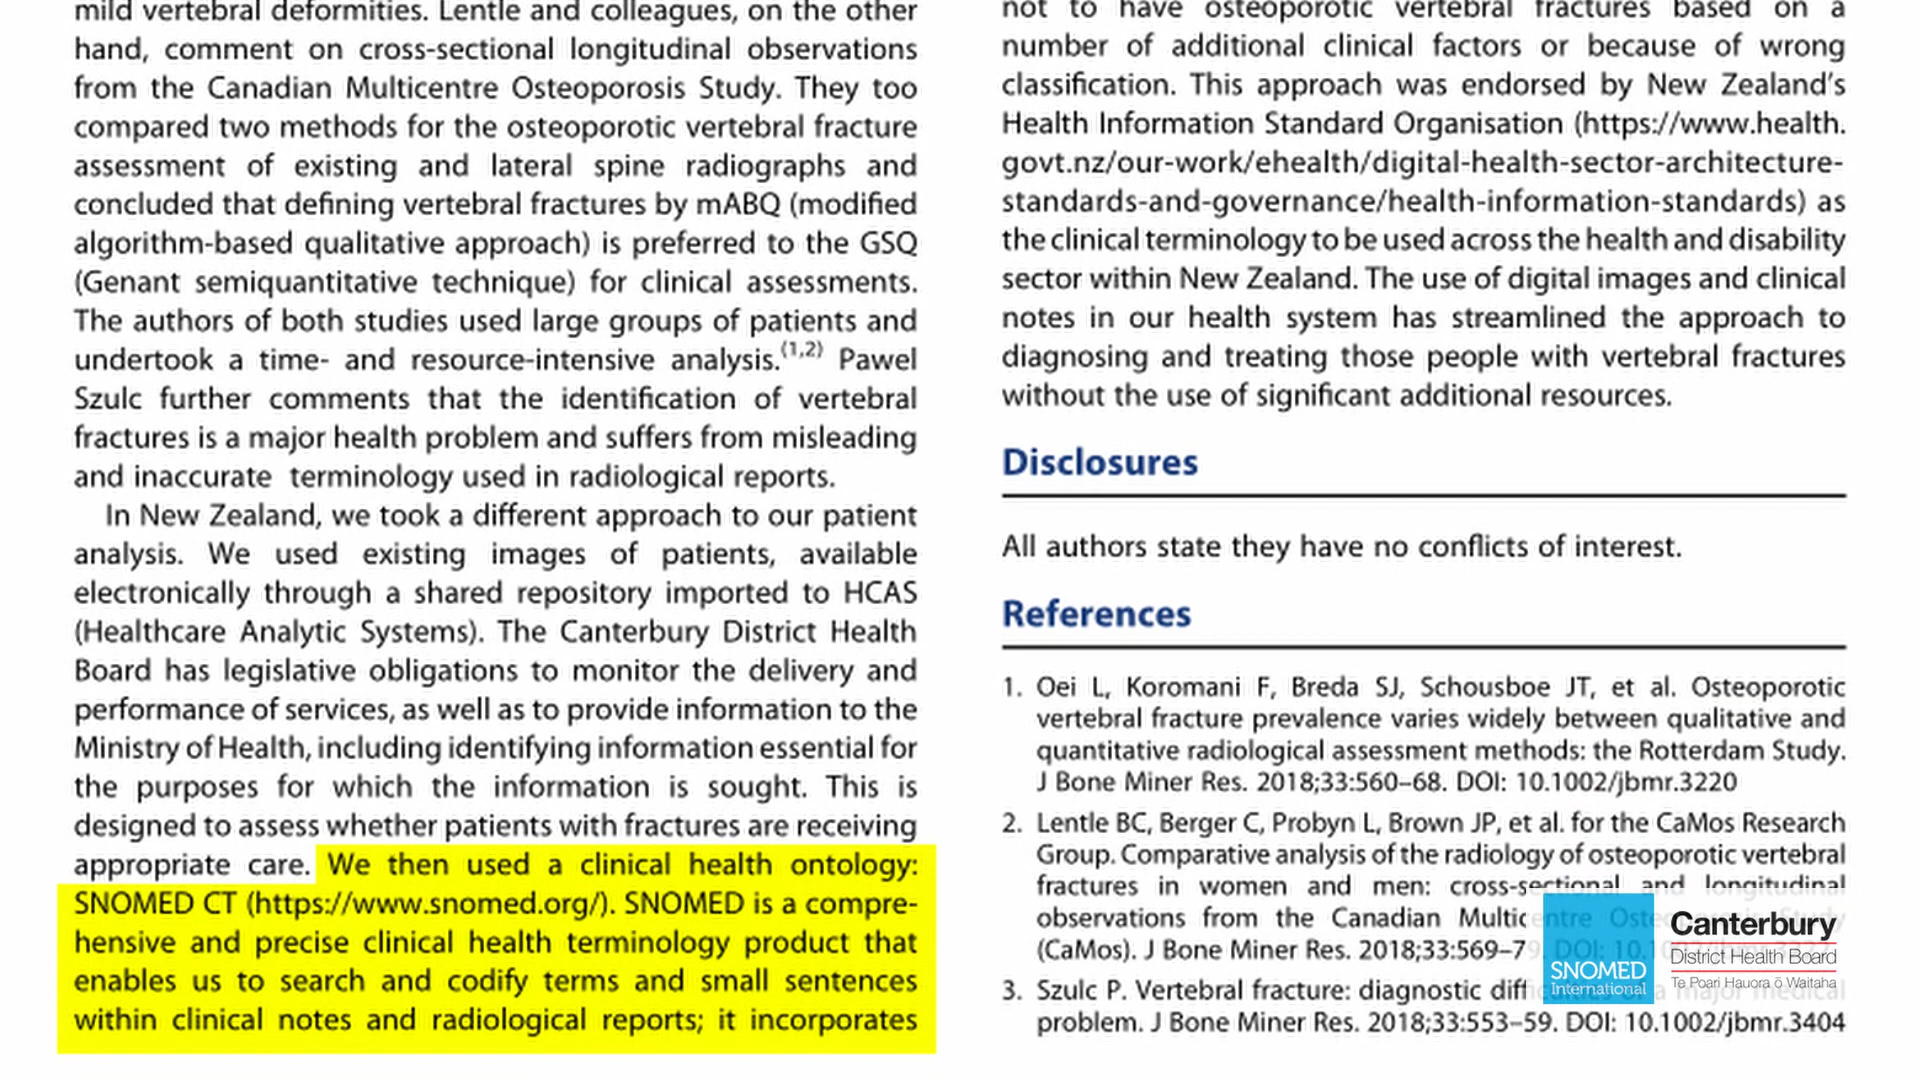 mild vertebral deformities. Lentle and colleagues, on the other
hand, comment on cross-sectional longitudinal observations
from the Canadian Multicentre Osteoporosis Study. They too
compared two methods for the osteoporotic vertebral fracture
assessment of existing and lateral spine radiographs and
concluded that defining vertebral fractures by mABQ (modified
algorithm-based qualitative approach) is preferred to the GSQ
(Genant semiquantitative technique) for clinical assessments.
The authors of both studies used large groups of patients and
undertook a time- and resource-intensive analysis.(1,2) Pawel
Szulc further comments that the identification of vertebral
fractures is a major health problem and suffers from misleading
and inaccurate terminology used in radiological reports.
In New Zealand, we took a different approach to our patient
analysis. We used existing images of patients, available
electronically through a shared repository imported to HCAS
(Healthcare Analytic Systems). The Canterbury District Health
Board has legislative obligations to monitor the delivery and
performance of services, as well as to provide information to the
Ministry of Health, including identifying information essential for
the purposes for which the information is sought. This is
designed to assess whether patients with fractures are receiving
appropriate care. We then used a clinical health ontology:
SNOMED CT (https://www.snomed.org/). SNOMED is a compre-
hensive and precise clinical health terminology product that
enables us to search and codify terms and small sentences
within clinical notes and radiological reports; it incorporates
not to have osteoporotic vertebral fractures based on a
number of additional clinical factors or because of wrong
classification. This approach was endorsed by New Zealand's
Health Information Standard Organisation (https://www.health.
govt.nz/our-work/ehealth/digital-health-sector-architecture-
standards-and-governance/health-information-standards) as
the clinical terminology to be used across the health and disability
sector within New Zealand. The use of digital images and clinical
notes in our health system has streamlined the approach to
diagnosing and treating those people with vertebral fractures
without the use of significant additional resources.
Disclosures
All authors state they have no conflicts of interest.
References
1. Oei L, Koromani F, Breda SJ, Schousboe JT, et al. Osteoporotic
vertebral fracture prevalence varies widely between qualitative and
quantitative radiological assessment methods: the Rotterdam Study.
J Bone Miner Res. 2018;33:560–68. DOI: 10.1002/jbmr.3220
2. Lentle BC, Berger C, Probyn L, Brown JP, et al. for the CaMos Research
Group. Comparative analysis of the radiology of osteoporotic vertebral
fractures in women and men: cross-sectional and longitudinal
observations from the Canadian Multicentre
(CaMos). J Bone Miner Res. 2018;33:569–79. DOI:
3. Szulc P. Vertebral fracture: diagnostic difficulties of a major medical
problem. J Bone Miner Res. 2018;33:553–59. DOI: 10.1002/jbmr.3404
SNOMED
International
Canterbury
District Health Board
Te Poari Hauora ō Waitaha